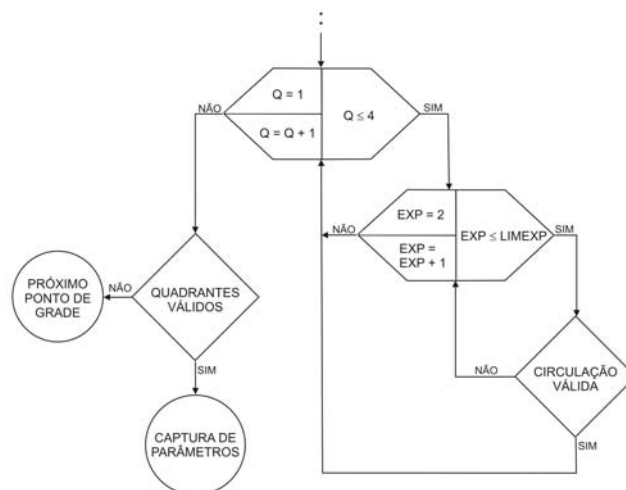 Q = 1
Q = Q + 1
Q ≤ 4
NÃO
SIM
EXP = 2
EXP =
EXP + 1
EXP ≤ LIMEXP
NÃO
SIM
QUADRANTES
VÁLIDOS
NÃO
SIM
PRÓXIMO
PONTO DE
GRADE
CIRCULAÇÃO
VÁLIDA
NÃO
SIM
CAPTURA DE
PARÂMETROS